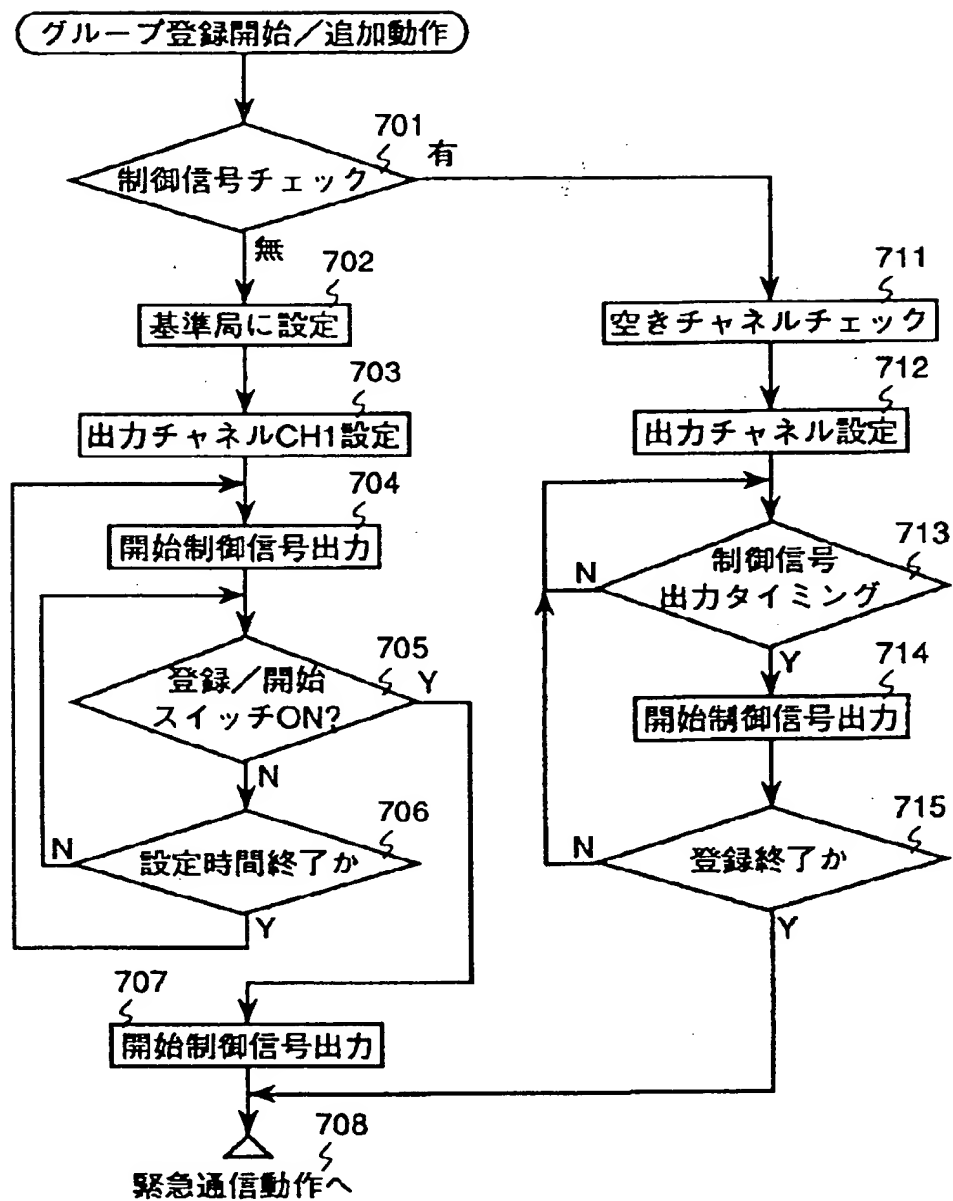 グループ登録開始／追加動作
701
有
制御信号チェック
無
702
基準局に設定
703
出力チャネルCH1設定
704
開始制御信号出力
705
登録／開始
スイッチON?
Y
N
706
N
設定時間終了か
Y
707
開始制御信号出力
708
緊急通信動作へ
711
空きチャネルチェック
712
出力チャネル設定
713
制御信号
出力タイミング
N
Y
714
開始制御信号出力
715
N
登録終了か
Y